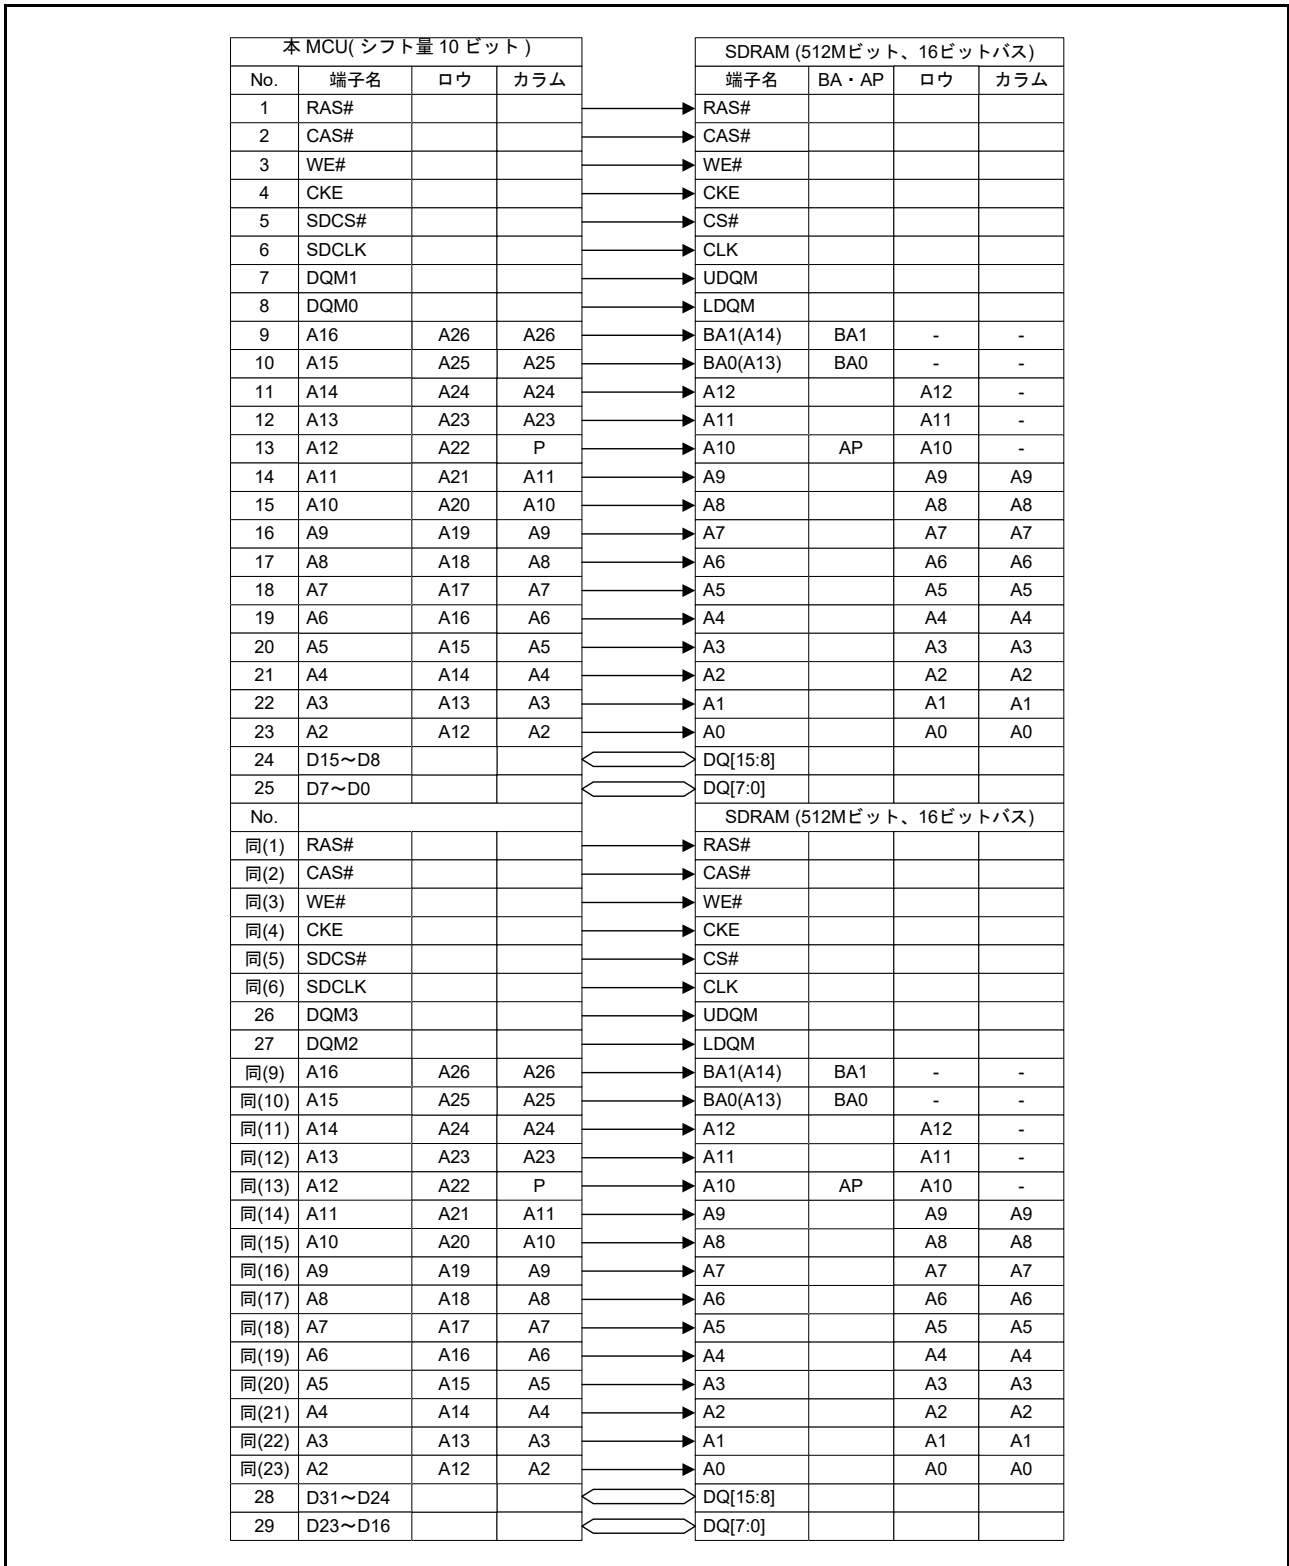 本 MCU( シフト量 10 ビット ) SDRAM (512Mビット、16ビットバス)
No. 端子名 ロウ カラム 端子名 BA・AP ロウ カラム
1 RAS# RAS#
2 CAS# CAS#
3 WE# WE#
4 CKE CKE
5 SDCS# CS#
6 SDCLK CLK
7 DQM1 UDQM
8 DQM0 LDQM
9 A16 A26 A26 BA1(A14) BA1 - -
10 A15 A25 A25 BA0(A13) BA0 - -
11 A14 A24 A24 A12 A12 -
12 A13 A23 A23 A11 A11 -
13 A12 A22 P A10 AP A10 -
14 A11 A21 A11 A9 A9 A9
15 A10 A20 A10 A8 A8 A8
16 A9 A19 A9 A7 A7 A7
17 A8 A18 A8 A6 A6 A6
18 A7 A17 A7 A5 A5 A5
19 A6 A16 A6 A4 A4 A4
20 A5 A15 A5 A3 A3 A3
21 A4 A14 A4 A2 A2 A2
22 A3 A13 A3 A1 A1 A1
23 A2 A12 A2 A0 A0 A0
24 D15～D8 DQ[15:8]
25 D7～D0 DQ[7:0]
No. SDRAM (512Mビット、16ビットバス)
同(1) RAS# RAS#
同(2) CAS# CAS#
同(3) WE# WE#
同(4) CKE CKE
同(5) SDCS# CS#
同(6) SDCLK CLK
26 DQM3 UDQM
27 DQM2 LDQM
同(9) A16 A26 A26 BA1(A14) BA1 - -
同(10) A15 A25 A25 BA0(A13) BA0 - -
同(11) A14 A24 A24 A12 A12 -
同(12) A13 A23 A23 A11 A11 -
同(13) A12 A22 P A10 AP A10 -
同(14) A11 A21 A11 A9 A9 A9
同(15) A10 A20 A10 A8 A8 A8
同(16) A9 A19 A9 A7 A7 A7
同(17) A8 A18 A8 A6 A6 A6
同(18) A7 A17 A7 A5 A5 A5
同(19) A6 A16 A6 A4 A4 A4
同(20) A5 A15 A5 A3 A3 A3
同(21) A4 A14 A4 A2 A2 A2
同(22) A3 A13 A3 A1 A1 A1
同(23) A2 A12 A2 A0 A0 A0
28 D31～D24 DQ[15:8]
29 D23～D16 DQ[7:0]